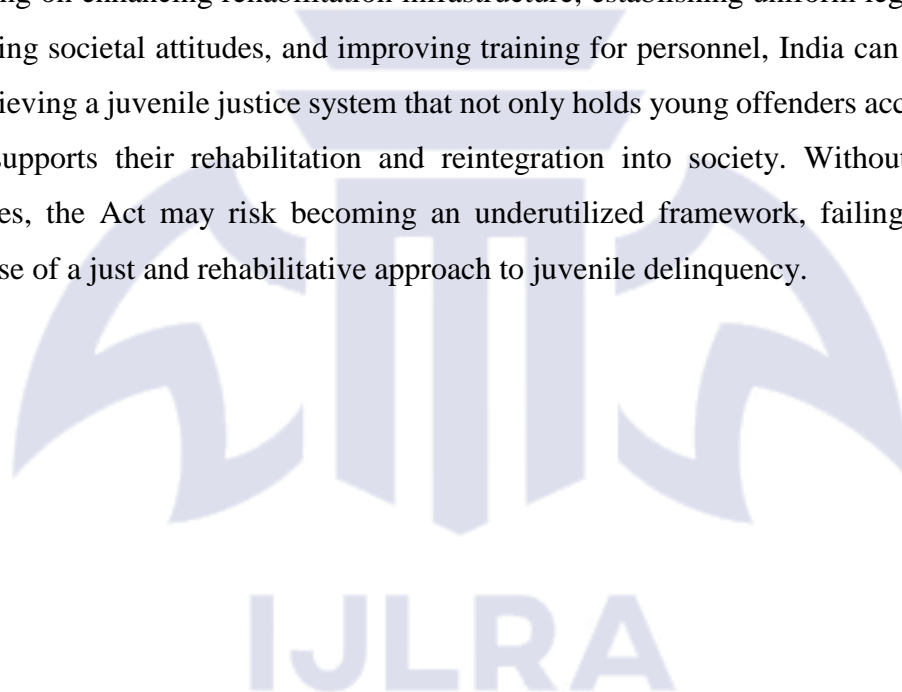 ing on enhancing rehabilitation infrastructure, establishing uniform leg
ing societal attitudes, and improving training for personnel, India can
ieving a juvenile justice system that not only holds young offenders acc
supports their rehabilitation and reintegration into society. Without
es, the Act may risk becoming an underutilized framework, failing
se of a just and rehabilitative approach to juvenile delinquency.
IJLRA